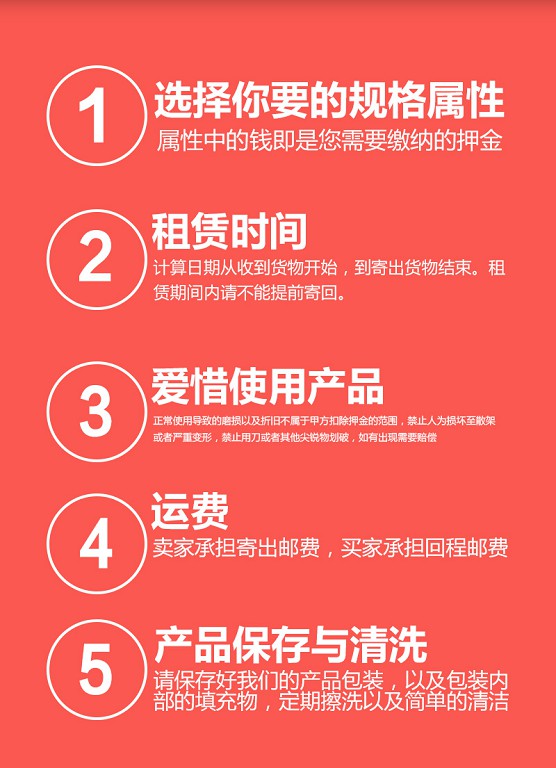 1
选择你要的规格属性
属性中的钱即是您需要缴纳的押金
2
租赁时间
计算日期从收到货物开始，到寄出货物结束。租
赁期间内请不能提前寄回。
3
爱惜使用产品
正常使用导致的磨损以及折旧不属于甲方扣除押金的范围，禁止人为损坏至散架
或者严重变形，禁止用刀或者其他尖锐物划破，如有出现需要赔偿
4
运费
卖家承担寄出邮费，买家承担回程邮费
5
产品保存与清洗
请保存好我们的产品包装，以及包装内
部的填充物，定期擦洗以及简单的清洁